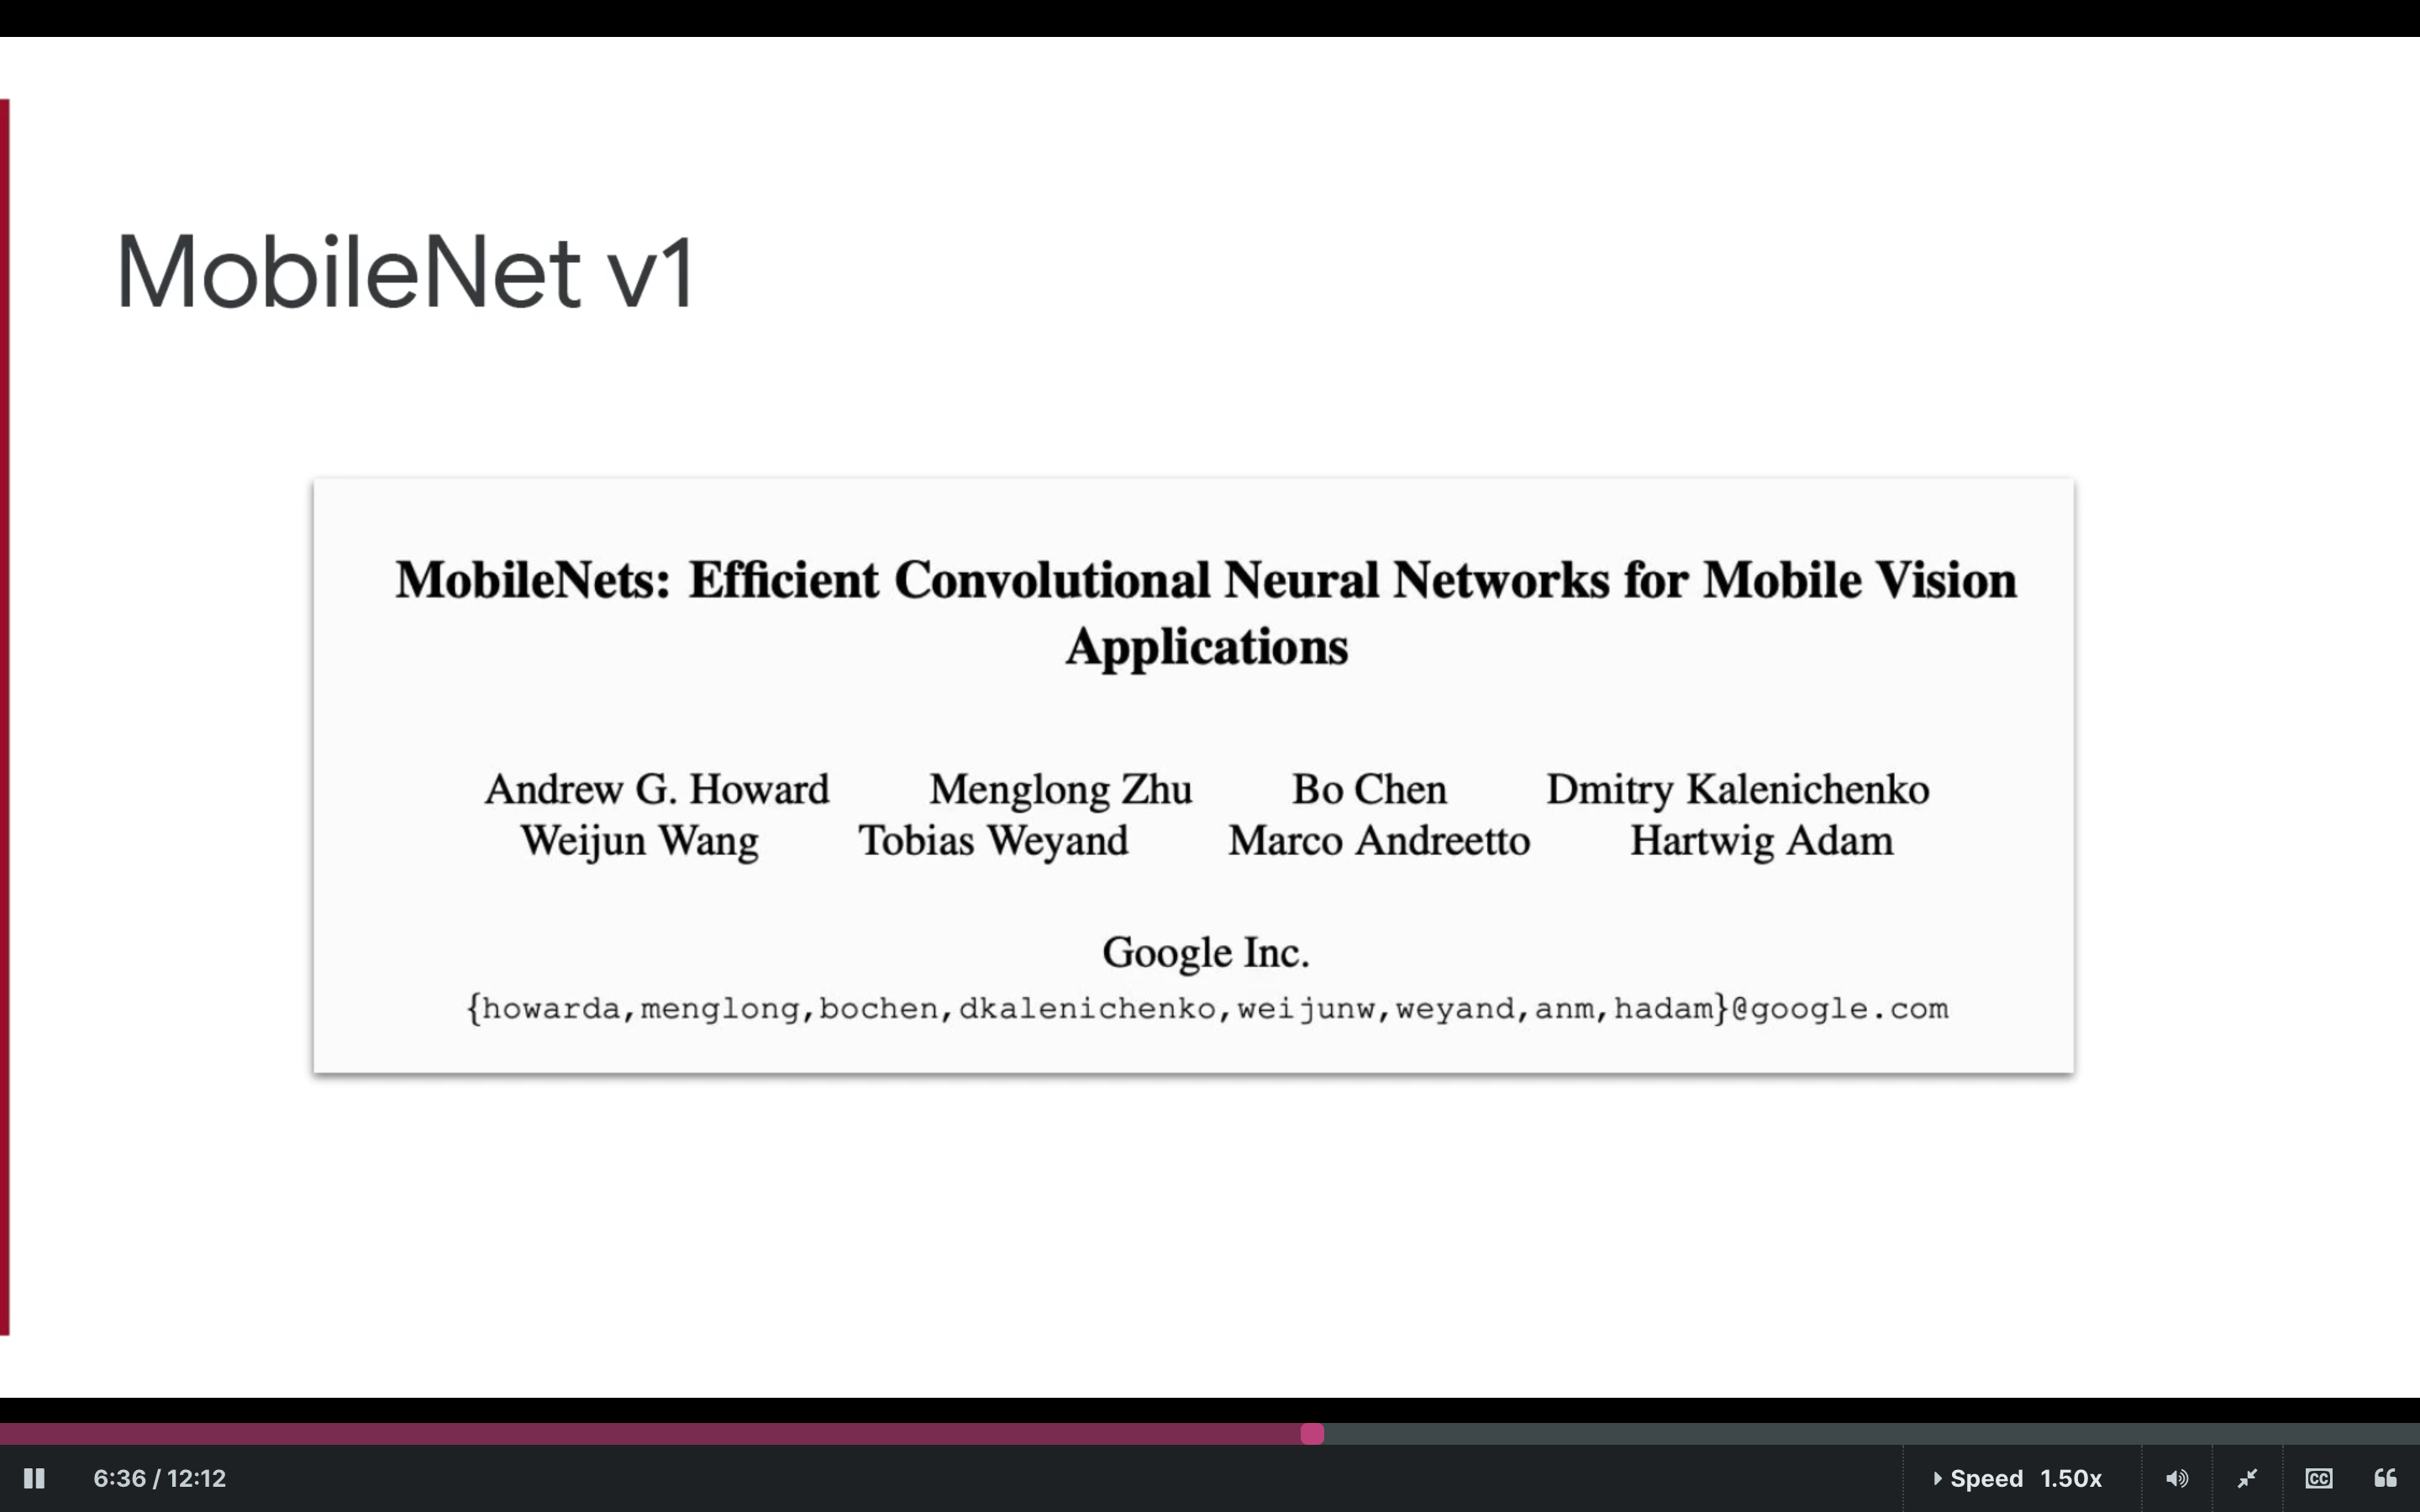 MobileNet v1
MobileNets: Efficient Convolutional Neural Networks for Mobile Vision
Applications
Andrew G. Howard Menglong Zhu Bo Chen Dmitry Kalenichenko
Weijun Wang Tobias Weyand Marco Andreetto Hartwig Adam
Google Inc.
{howarda,menglong,bochen,dkalenichenko,weijunw,weyand,anm,hadam}@google.com
6:36 / 12:12 Speed 1.50x CC